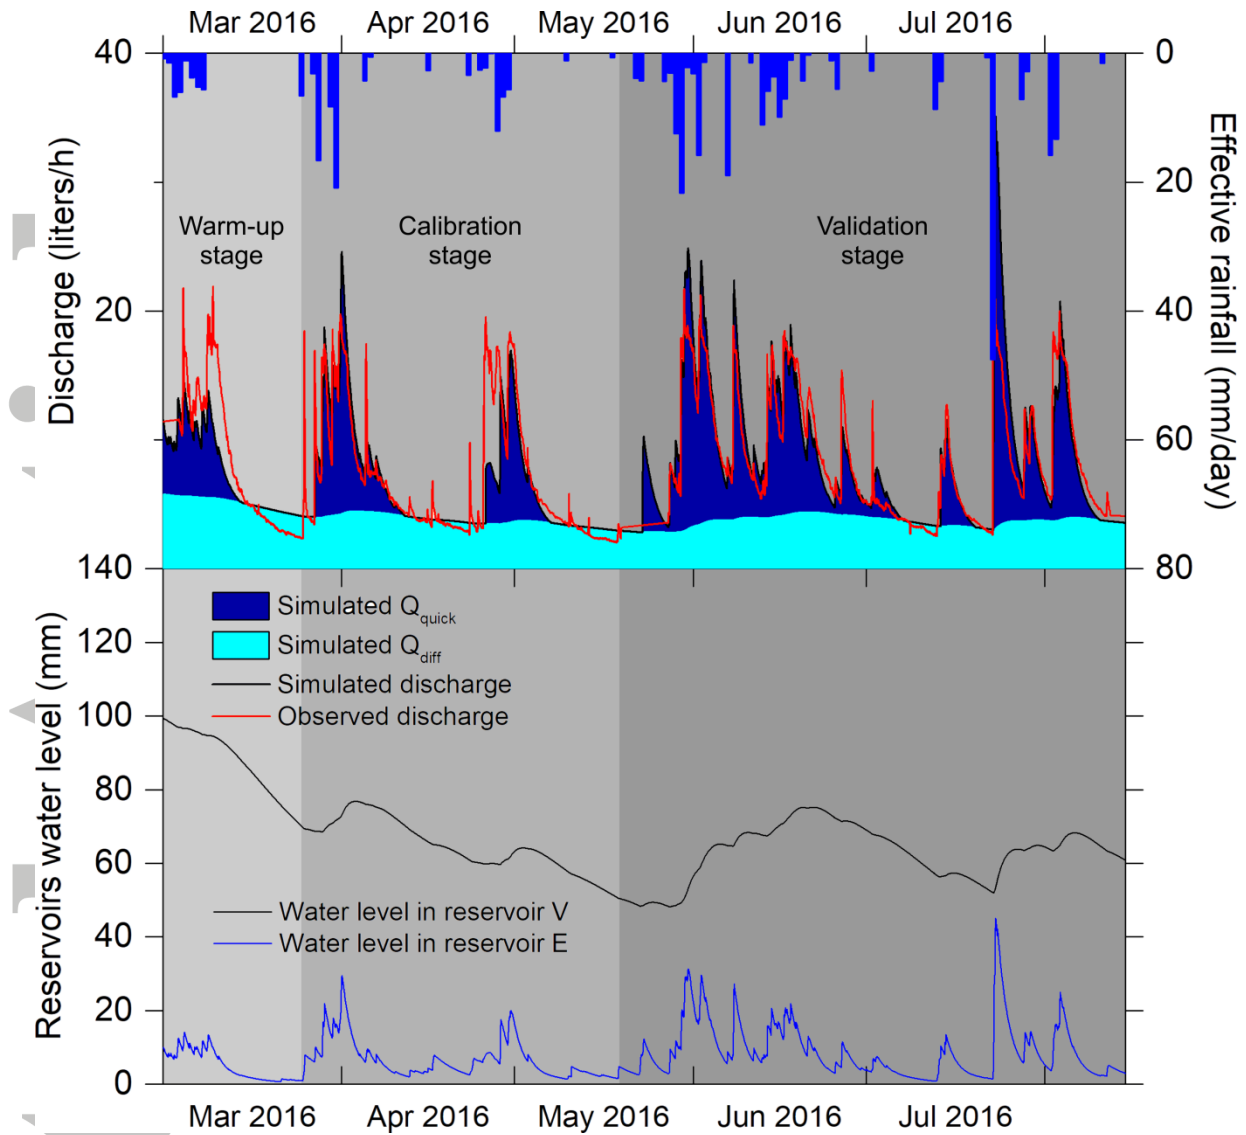 Mar 2016 Apr 2016 May 2016 Jun 2016 Jul 2016
40 0
20
20 40
60
140 80
Discharge (liters/h)
Effective rainfall (mm/day)
Warm-up
stage
Calibration
stage
Validation
stage
Simulated Qquick
Simulated Qdiff
Simulated discharge
Observed discharge
120
100
80
60
40
20
0
Reservoirs water level (mm)
Water level in reservoir V
Water level in reservoir E
Mar 2016 Apr 2016 May 2016 Jun 2016 Jul 2016